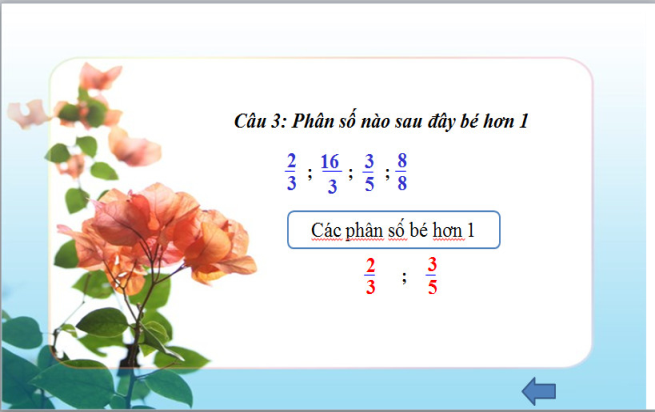 Câu 3: Phân số nào sau đây bé hơn 1
2/3 ; 16/3 ; 3/5 ; 8/8
Các phân số bé hơn 1
2/3 ; 3/5